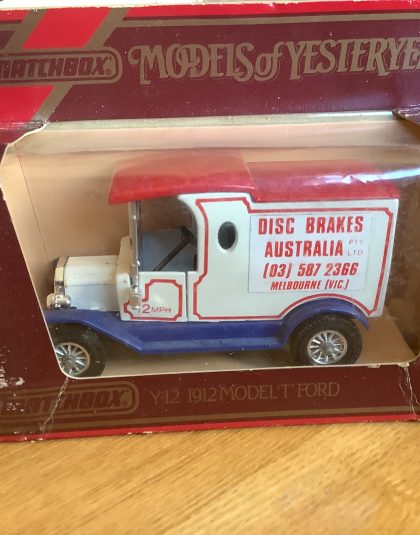 MATCHBOX
MODELS of YESTERYE
DISC BRAKES
AUSTRALIA PTY LTD
(03) 587 2366
MELBOURNE (VIC)
12MPH
MATCHBOX
Y-12 1912 MODEL 'T' FORD